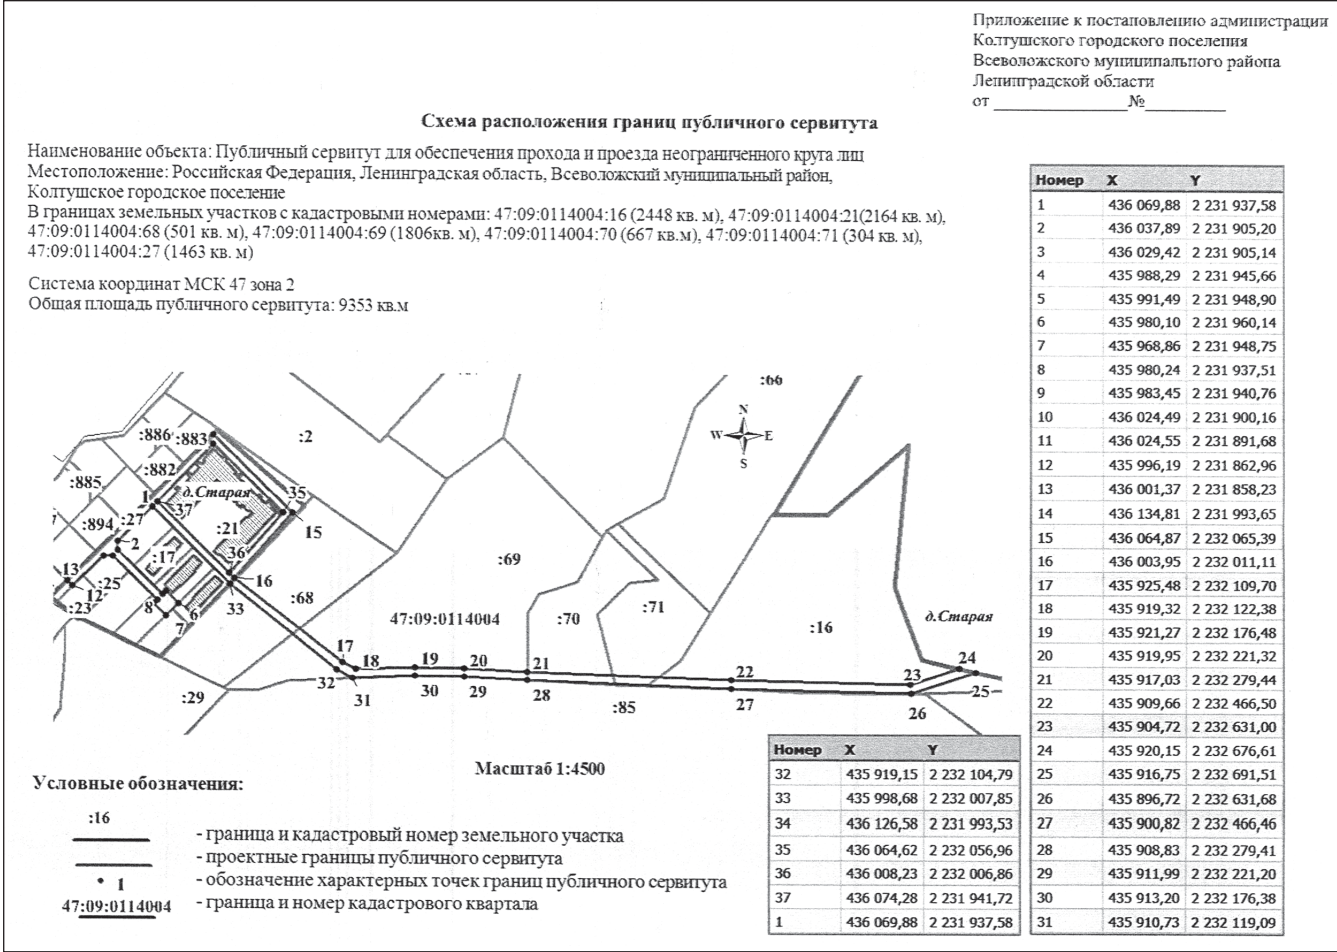 Приложение к постановлению администрации
Колтушского городского поселения
Всеволожского муниципального района
Ленинградской области
от _______________№_________
Схема расположения границ публичного сервитута
Наименование объекта: Публичный сервитут для обеспечения прохода и проезда неограниченного круга лиц
Местоположение: Российская Федерация, Ленинградская область, Всеволожский муниципальный район,
Колтушское городское поселение
В границах земельных участков с кадастровыми номерами: 47:09:0114004:16 (2448 кв. м), 47:09:0114004:21(2164 кв. м),
47:09:0114004:68 (501 кв. м), 47:09:0114004:69 (1806кв. м), 47:09:0114004:70 (667 кв.м), 47:09:0114004:71 (304 кв. м),
47:09:0114004:27 (1463 кв. м)
Система координат МСК 47 зона 2
Общая площадь публичного сервитута: 9353 кв.м
Номер X Y
1 436 069,88 2 231 937,58
2 436 037,89 2 231 905,20
3 436 029,42 2 231 905,14
4 435 988,29 2 231 945,66
5 435 991,49 2 231 948,90
6 435 980,10 2 231 960,14
7 435 968,86 2 231 948,75
8 435 980,24 2 231 937,51
9 435 983,45 2 231 940,76
10 436 024,49 2 231 900,16
11 436 024,55 2 231 891,68
12 435 996,19 2 231 862,96
13 436 001,37 2 231 858,23
14 436 134,81 2 231 993,65
15 436 064,87 2 232 065,39
16 436 003,95 2 232 011,11
17 435 925,48 2 232 109,70
18 435 919,32 2 232 122,38
19 435 921,27 2 232 176,48
20 435 919,95 2 232 221,32
21 435 917,03 2 232 279,44
22 435 909,66 2 232 466,50
23 435 904,72 2 232 631,00
24 435 920,15 2 232 676,61
25 435 916,75 2 232 691,51
26 435 896,72 2 232 631,68
27 435 900,82 2 232 466,46
28 435 908,83 2 232 279,41
29 435 911,99 2 232 221,20
30 435 913,20 2 232 176,38
31 435 910,73 2 232 119,09
:66
N
W E
S
:886
:883
:2
:882
:885
д.Старая
35
1
37
15
:27
:894
:21
2
:17
36
:69
16
13
:25
12
33
:68
:71
:23
8
6
47:09:0114004
:70
:16
д.Старая
7
17
18
19
20
21
22
23
24
:29
32
31
30
29
28
:85
27
26
25
Номер X Y
32 435 919,15 2 232 104,79
33 435 998,68 2 232 007,85
34 436 126,58 2 231 993,53
35 436 064,62 2 232 056,96
36 436 008,23 2 232 006,86
37 436 074,28 2 231 941,72
1 436 069,88 2 231 937,58
Масштаб 1:4500
Условные обозначения:
:16
- граница и кадастровый номер земельного участка
- проектные границы публичного сервитута
1 - обозначение характерных точек границ публичного сервитута
47:09:0114004 - граница и номер кадастрового квартала